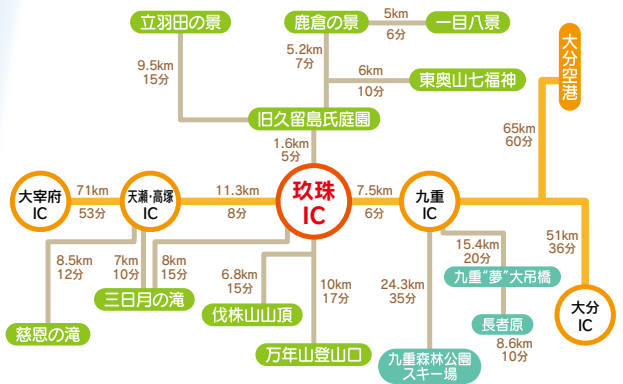 立羽田の景
鹿倉の景
5km
6分
一目八景
5.2km
7分
9.5km
15分
6km
10分
東奥山七福神
大分空港
旧久留島氏庭園
1.6km
5分
65km
60分
大宰府
IC
71km
53分
天瀬・高塚
IC
11.3km
8分
玖珠
IC
7.5km
6分
九重
IC
8.5km
12分
7km
10分
8km
15分
三日月の滝
慈恩の滝
6.8km
15分
伐株山山頂
10km
17分
万年山登山口
24.3km
35分
九重森林公園
スキー場
15.4km
20分
九重“夢”大吊橋
長者原
8.6km
10分
51km
36分
大分
IC